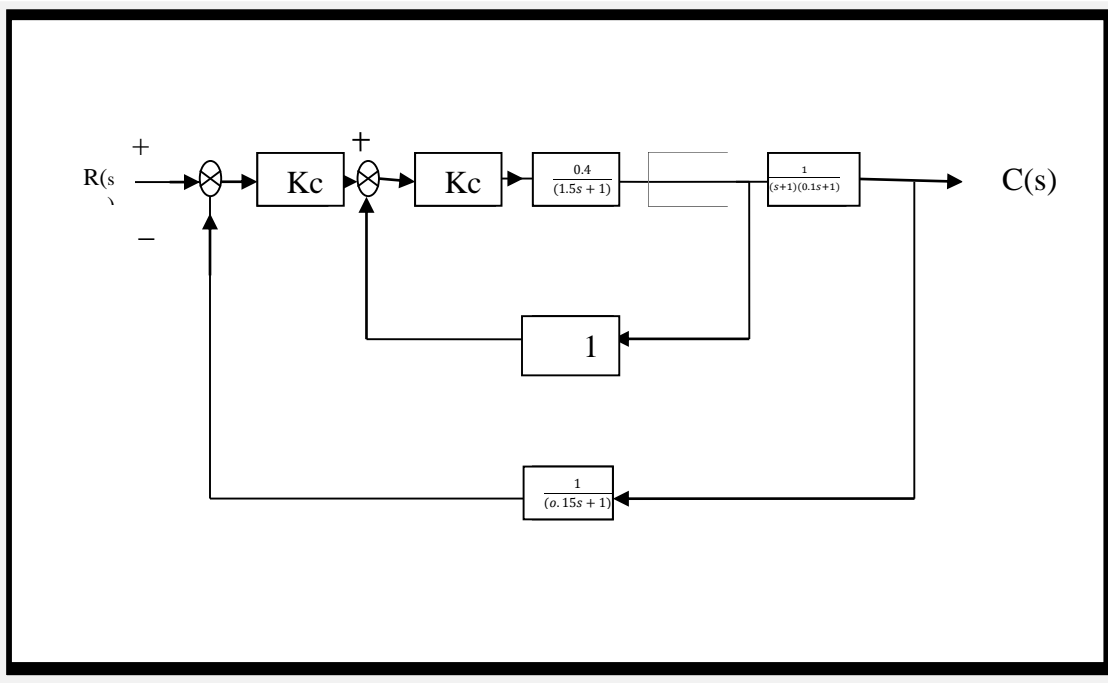 +
+
R(s
)
Kc
Kc
0.4
(1.5s + 1)
1
(s+1)(0.1s+1)
C(s)
−
1
1
(o. 15s + 1)